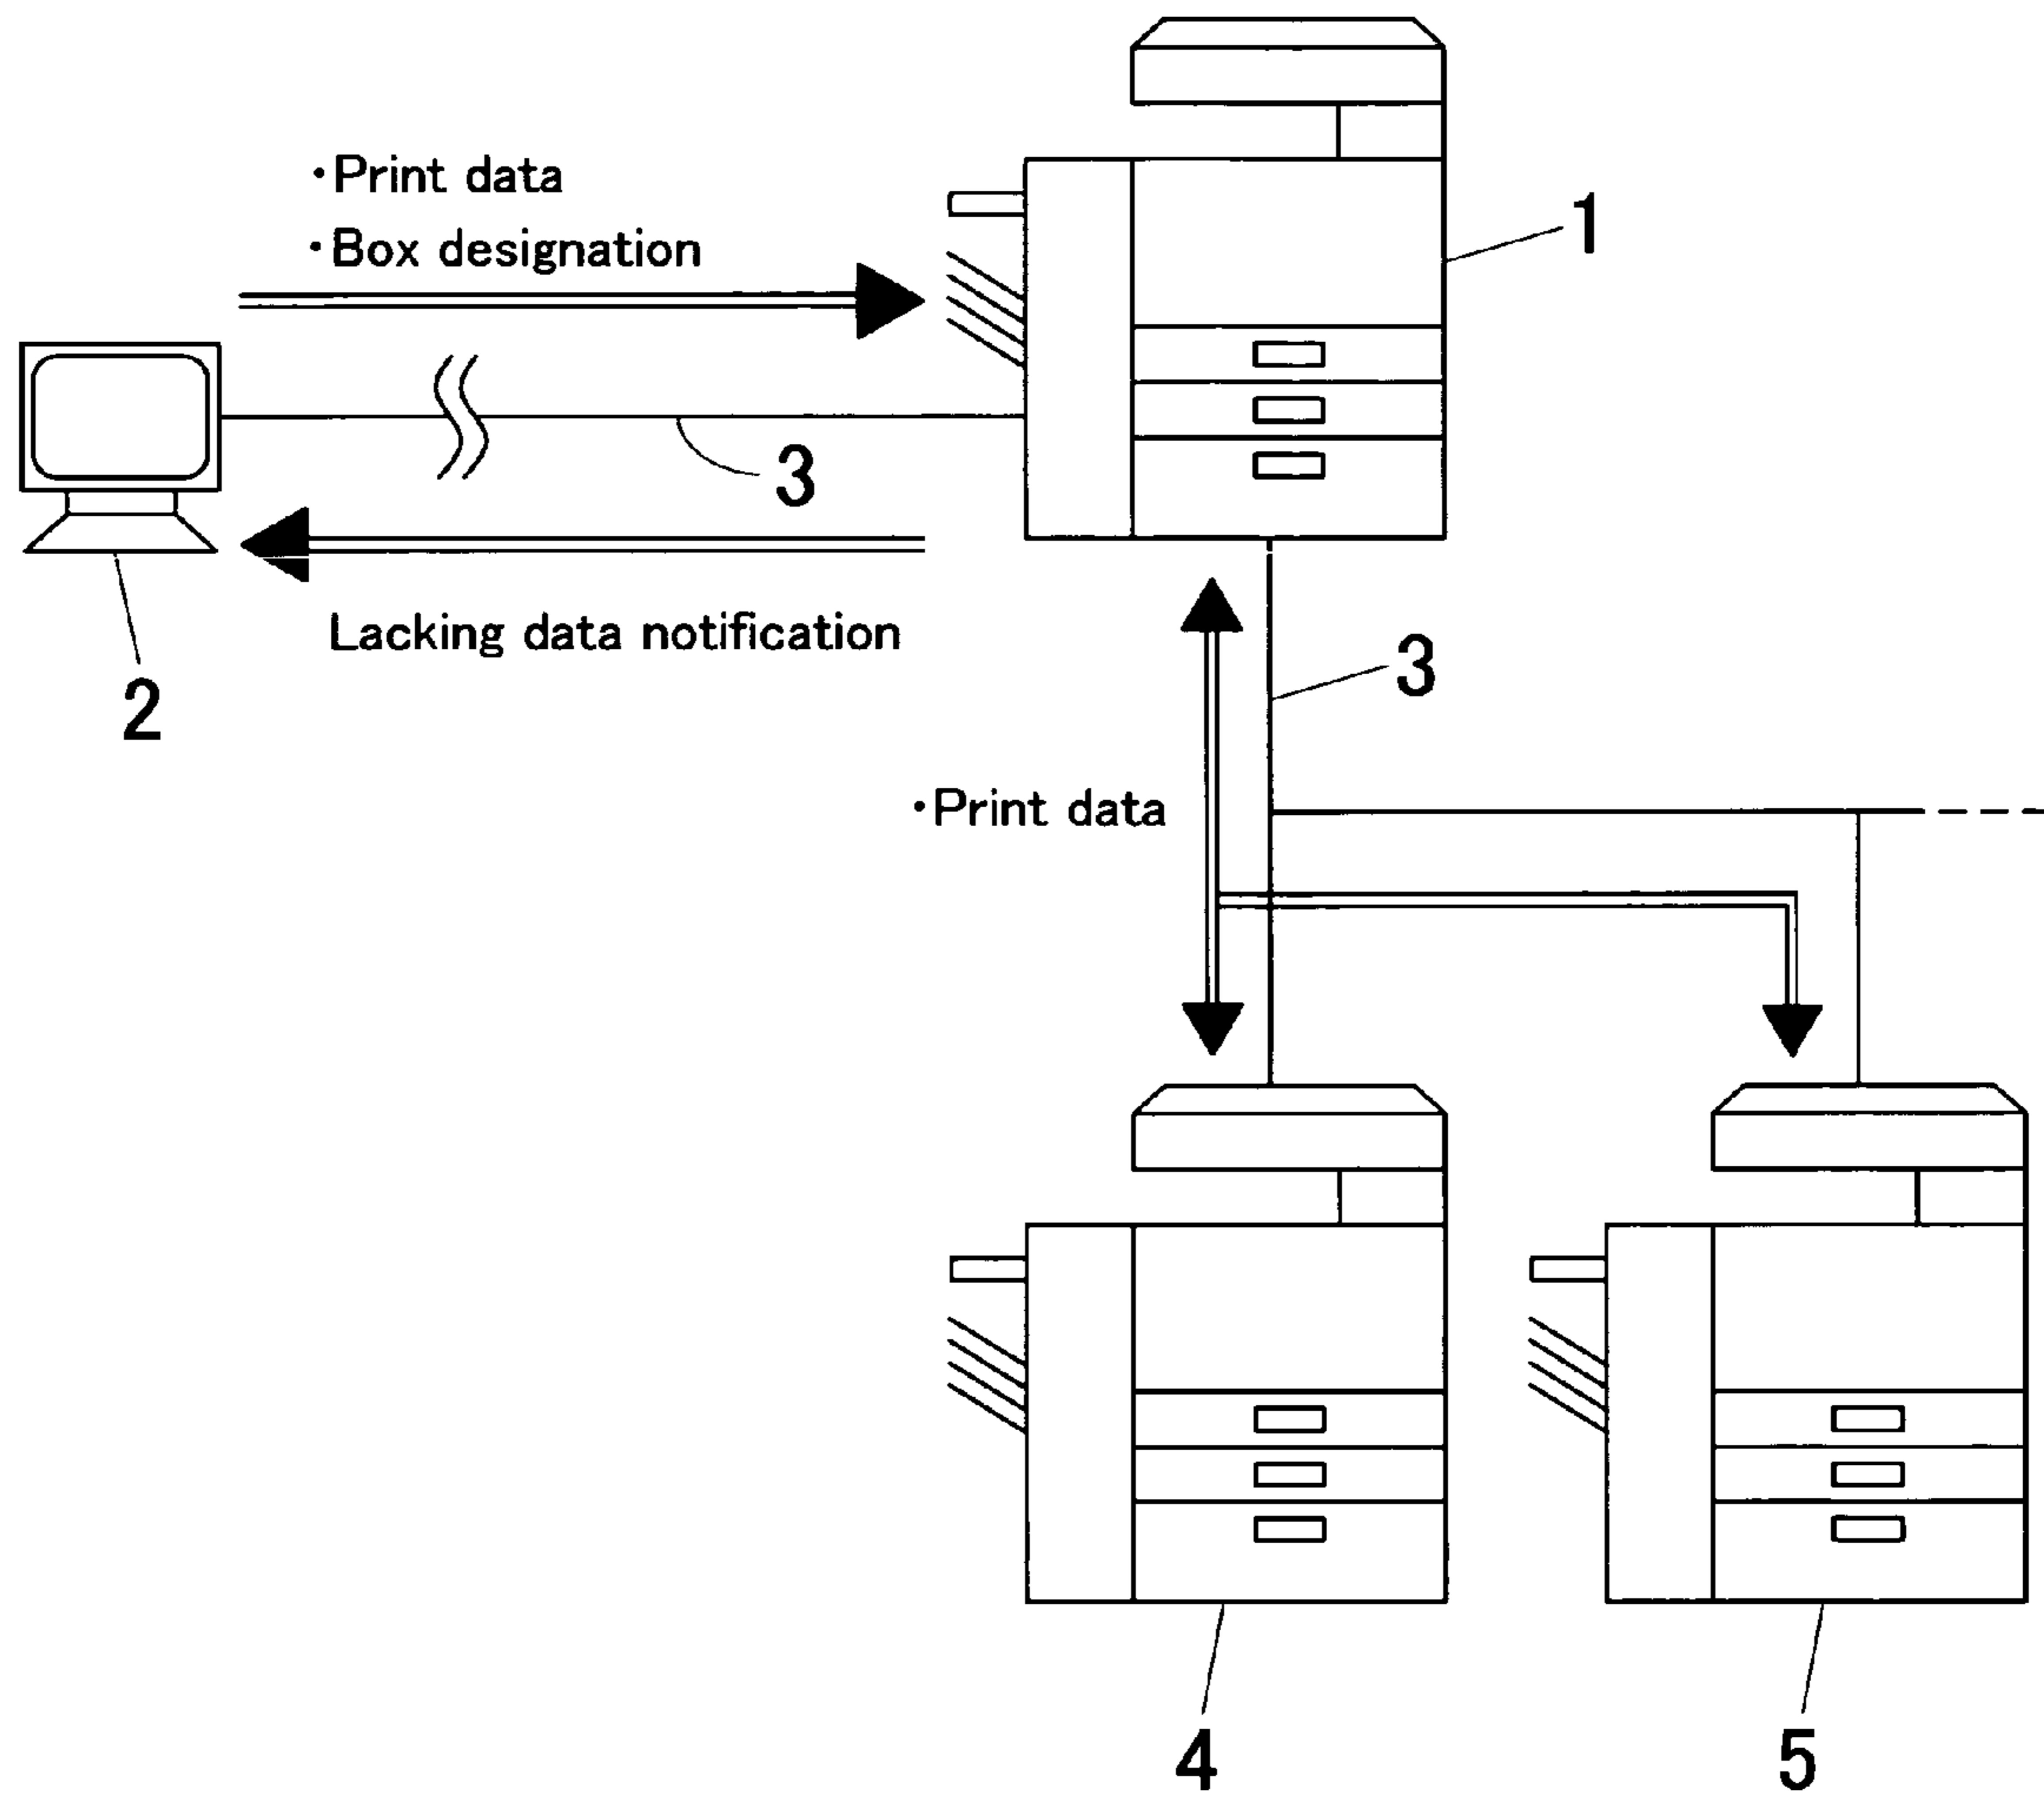 ・Print data
・Box designation
1
3
Lacking data notification
2
3
・Print data
4
5